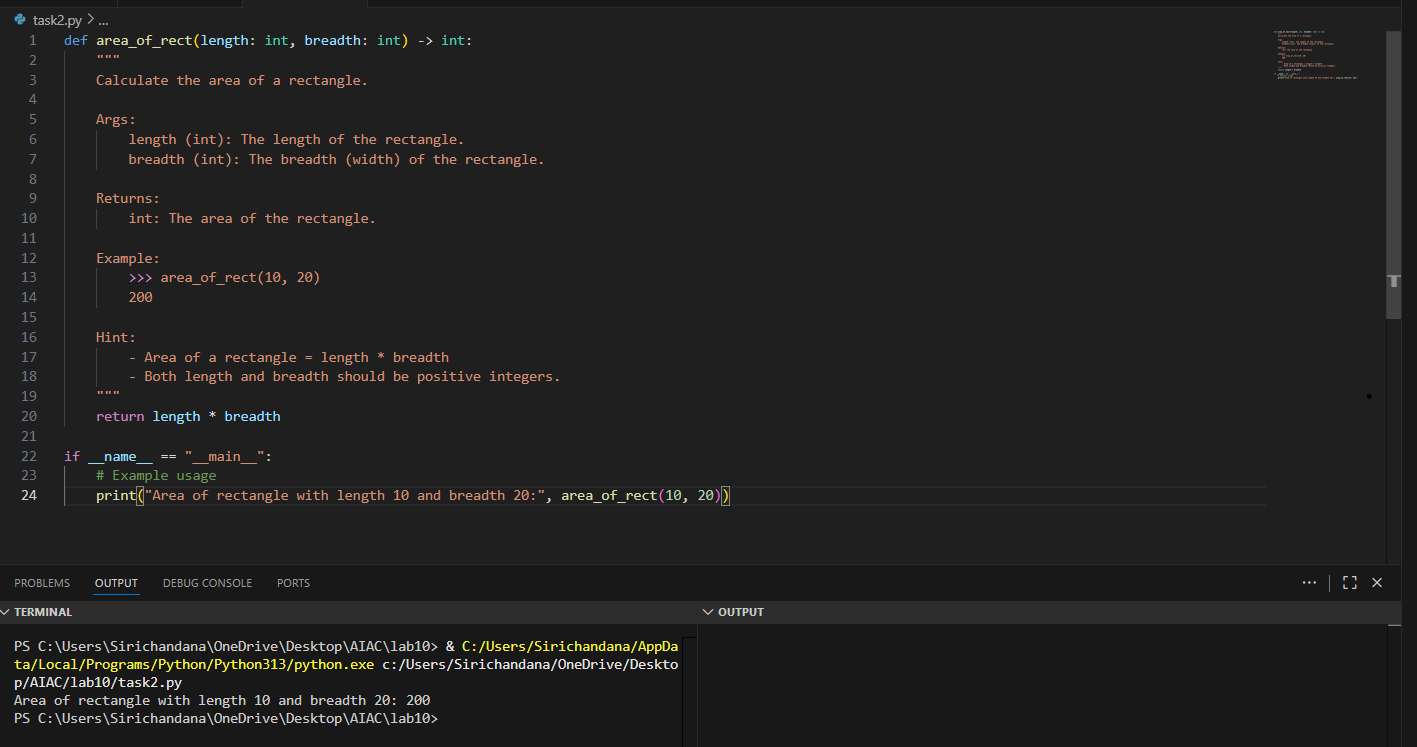 task2.py > ...
1 def area_of_rect(length: int, breadth: int) -> int:
2     """
3     Calculate the area of a rectangle.
4
5     Args:
6         length (int): The length of the rectangle.
7         breadth (int): The breadth (width) of the rectangle.
8
9     Returns:
10         int: The area of the rectangle.
11
12     Example:
13         >>> area_of_rect(10, 20)
14         200
15
16     Hint:
17         - Area of a rectangle = length * breadth
18         - Both length and breadth should be positive integers.
19     """
20     return length * breadth
21
22 if __name__ == "__main__":
23     # Example usage
24     print("Area of rectangle with length 10 and breadth 20:", area_of_rect(10, 20))
PROBLEMS OUTPUT DEBUG CONSOLE PORTS
TERMINAL
PS C:\Users\Sirichandana\OneDrive\Desktop\AIAC\lab10> & C:/Users/Sirichandana/AppDa
ta/Local/Programs/Python/Python313/python.exe c:/Users/Sirichandana/OneDrive/Deskto
p/AIAC/lab10/task2.py
Area of rectangle with length 10 and breadth 20: 200
PS C:\Users\Sirichandana\OneDrive\Desktop\AIAC\lab10>
OUTPUT